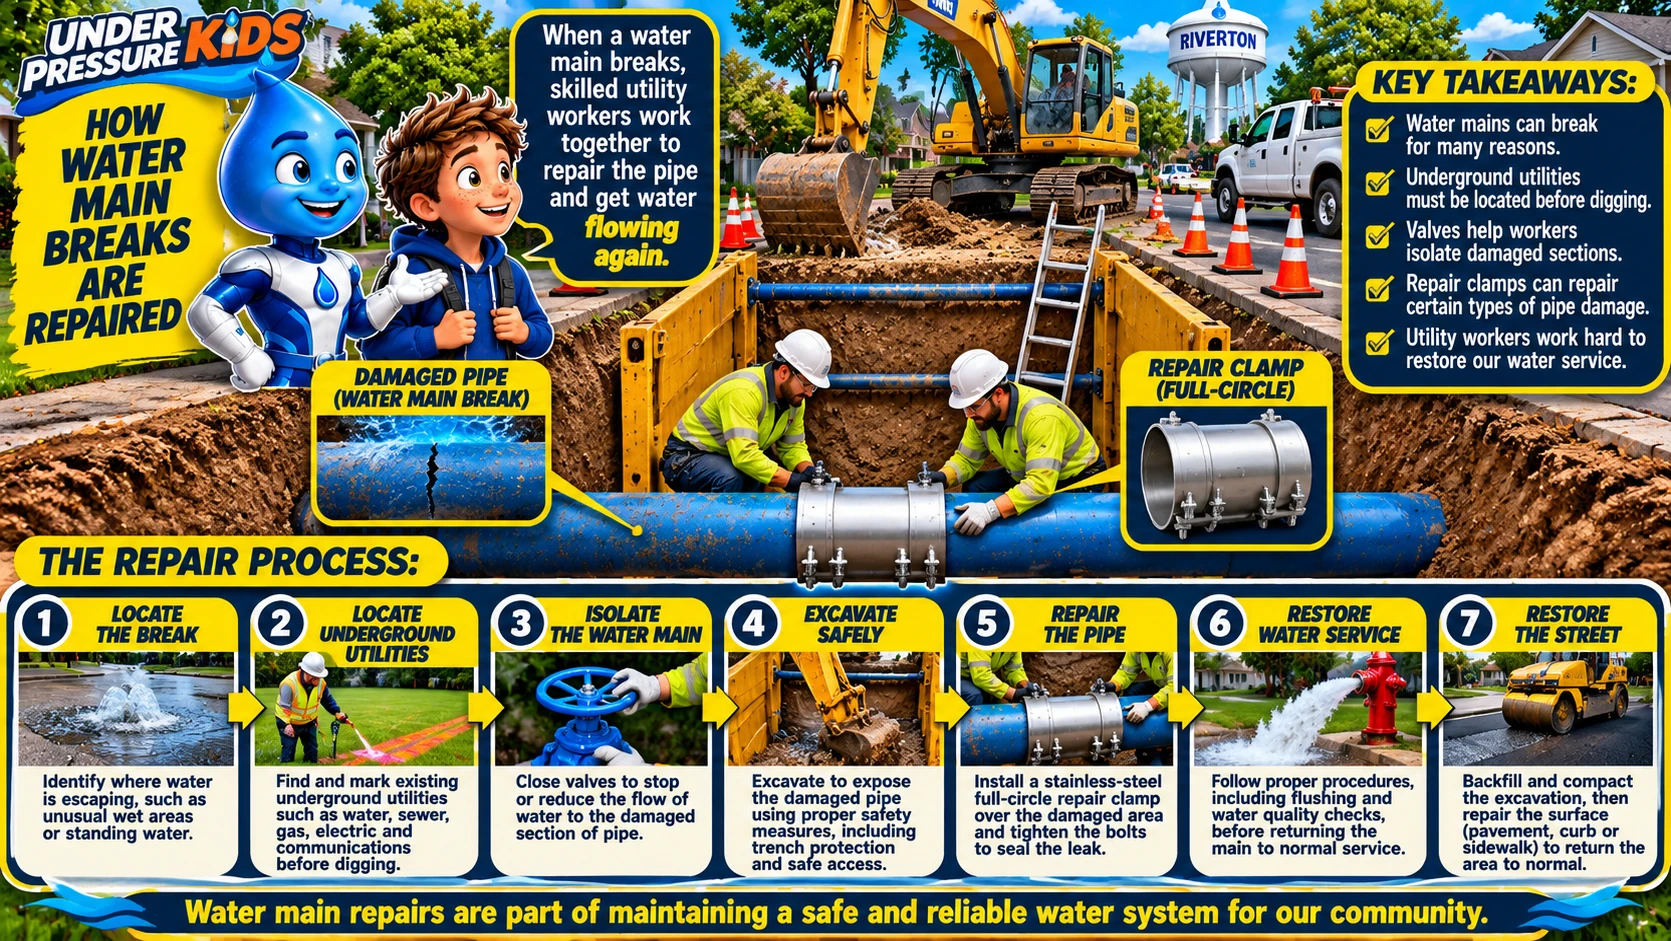 UNDER
PRESSURE KiDS
HOW
WATER
MAIN
BREAKS
ARE
REPAIRED
When a water
main breaks,
skilled utility
workers work
together to
repair the pipe
and get water
flowing
again.
RIVERTON
KEY TAKEAWAYS:
Water mains can break
for many reasons.
Underground utilities
must be located before digging.
Valves help workers
isolate damaged sections.
Repair clamps can repair
certain types of pipe damage.
Utility workers work hard to
restore our water service.
DAMAGED PIPE
(WATER MAIN BREAK)
REPAIR CLAMP
(FULL-CIRCLE)
THE REPAIR PROCESS:
1 LOCATE
THE BREAK
Identify where water
is escaping, such as
unusual wet areas
or standing water.
2 LOCATE
UNDERGROUND
UTILITIES
Find and mark existing
underground utilities
such as water, sewer,
gas, electric and
communications
before digging.
3 ISOLATE
THE WATER MAIN
Close valves to stop
or reduce the flow of
water to the damaged
section of pipe.
4 EXCAVATE
SAFELY
Excavate to expose
the damaged pipe
using proper safety
measures, including
trench protection
and safe access.
5 REPAIR
THE PIPE
Install a stainless-steel
full-circle repair clamp
over the damaged area
and tighten the bolts
to seal the leak.
6 RESTORE
WATER SERVICE
Follow proper procedures,
including flushing and
water quality checks,
before returning the
main to normal service.
7 RESTORE
THE STREET
Backfill and compact
the excavation, then
repair the surface
(pavement, curb or
sidewalk) to return the
area to normal.
Water main repairs are part of maintaining a safe and reliable water system for our community.